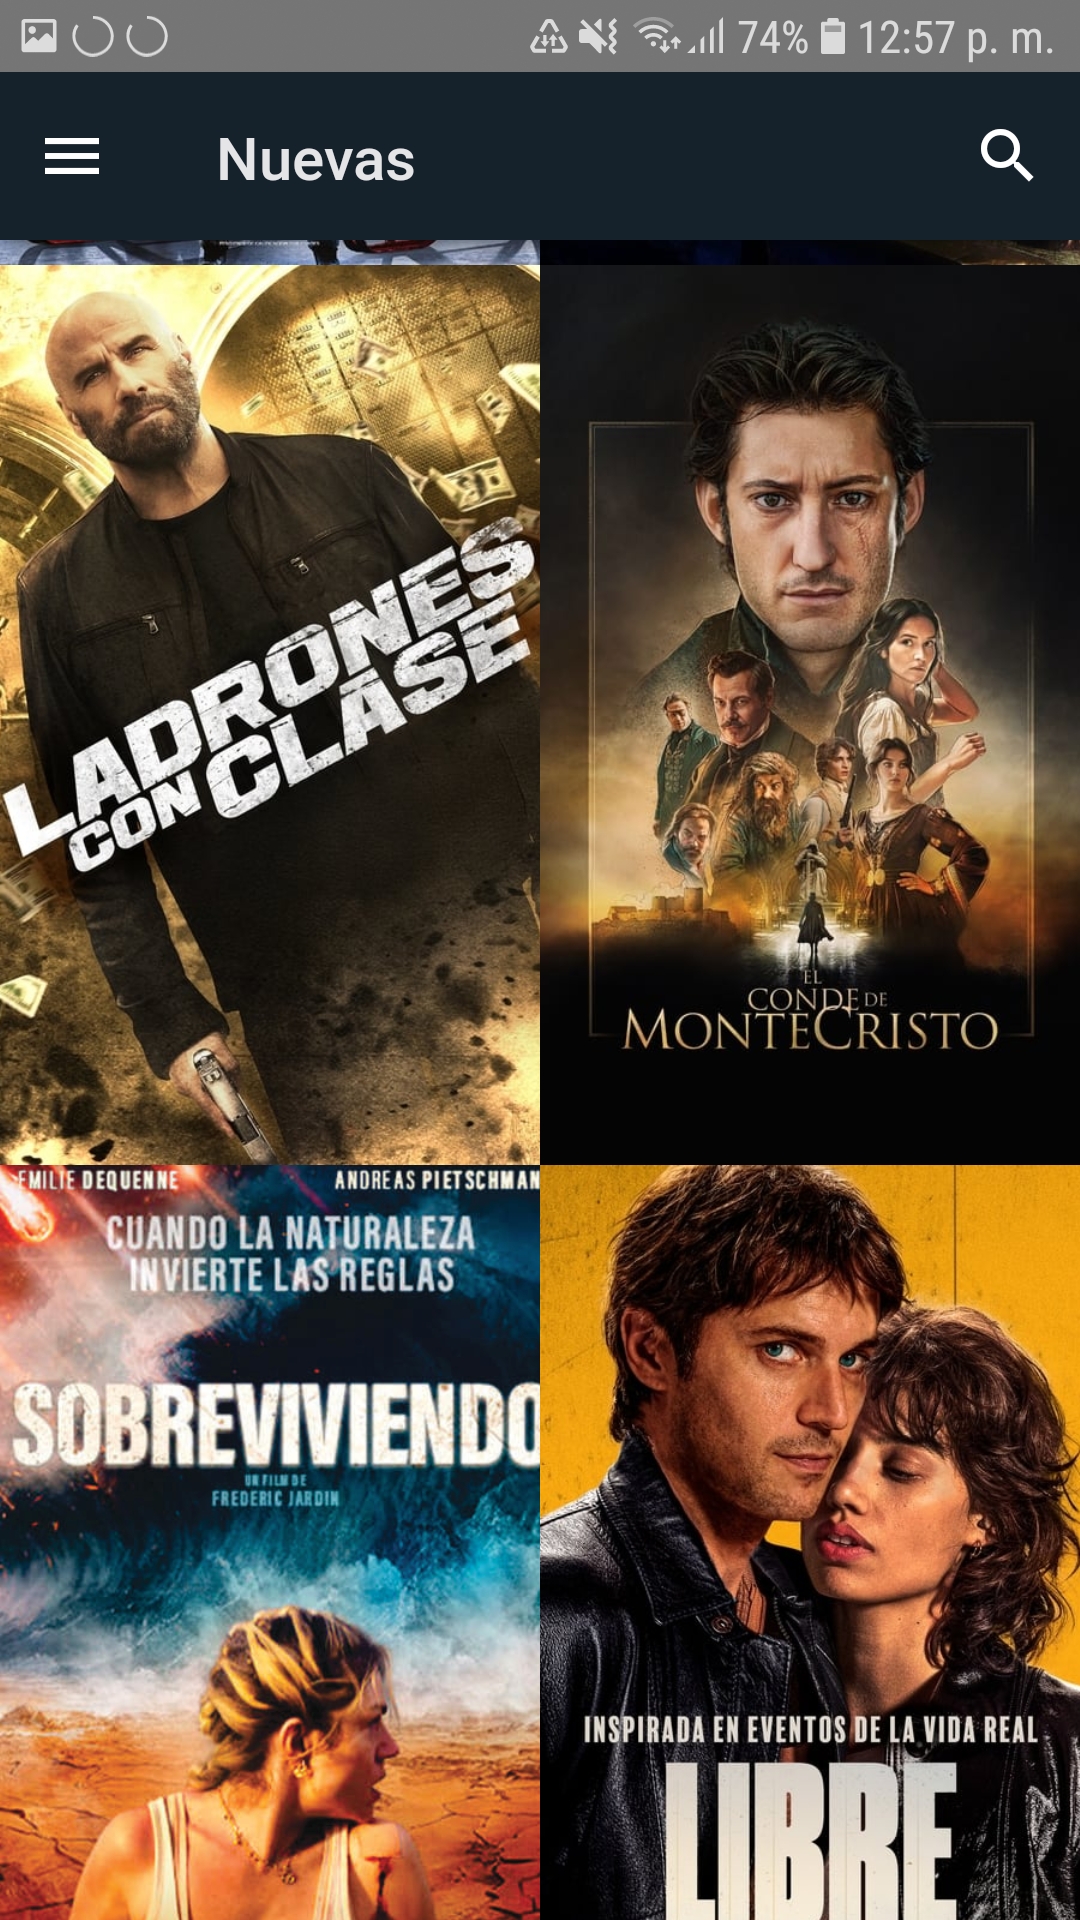 74% 12:57 p. m.
Nuevas
LADRONES
CON CLASE
EL
CONDE DE
MONTECRISTO
EMILIE DEQUENNE ANDREAS PIETSCHMAN
CUANDO LA NATURALEZA
INVIERTE LAS REGLAS
SOBREVIVIENDO
UN FILM DE
FREDERIC JARDIN
INSPIRADA EN EVENTOS DE LA VIDA REAL
LIBRE